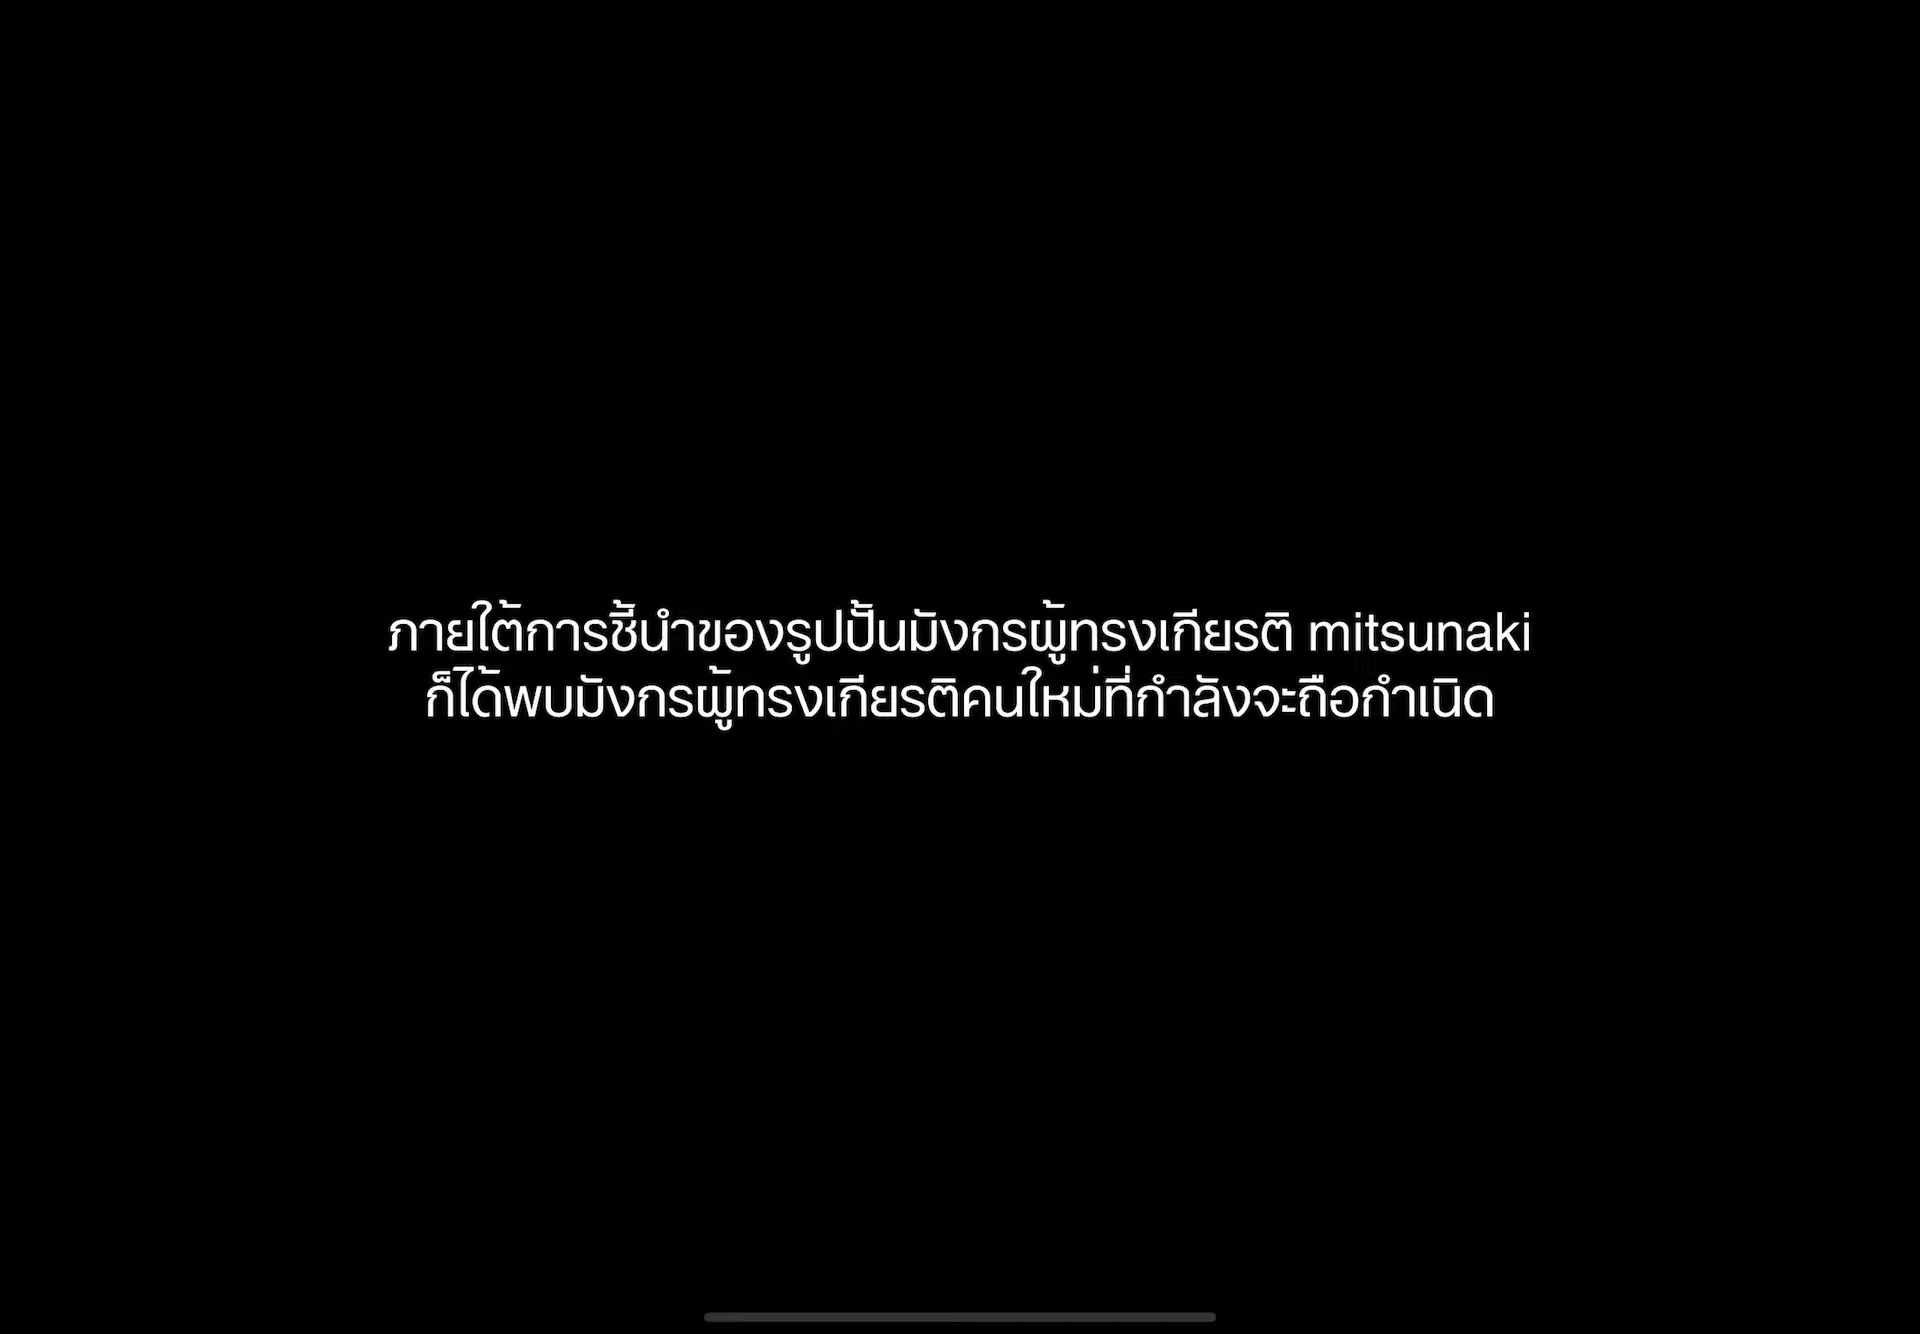 ภายใต้การชี้นำของรูปปั้นมังกรผู้ทรงเกียรติ mitsunaki
ก็ได้พบมังกรผู้ทรงเกียรติคนใหม่ที่กำลังจะถือกำเนิด